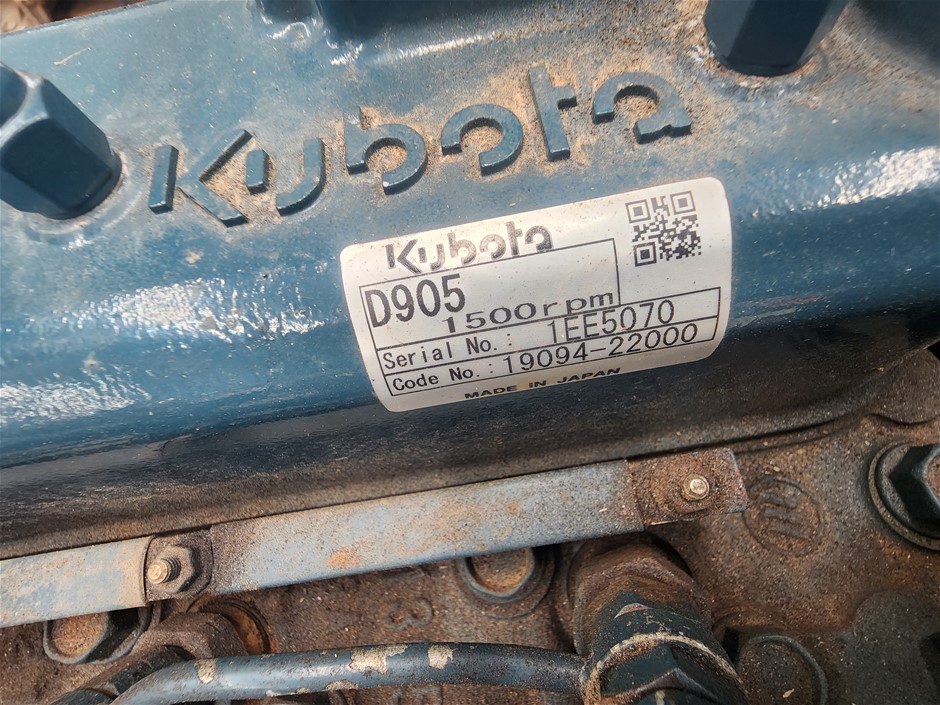 Kubota
Kubota
D905
1500rpm
Serial No.: 1EE5070
Code No.: 19094-22000
MADE IN JAPAN